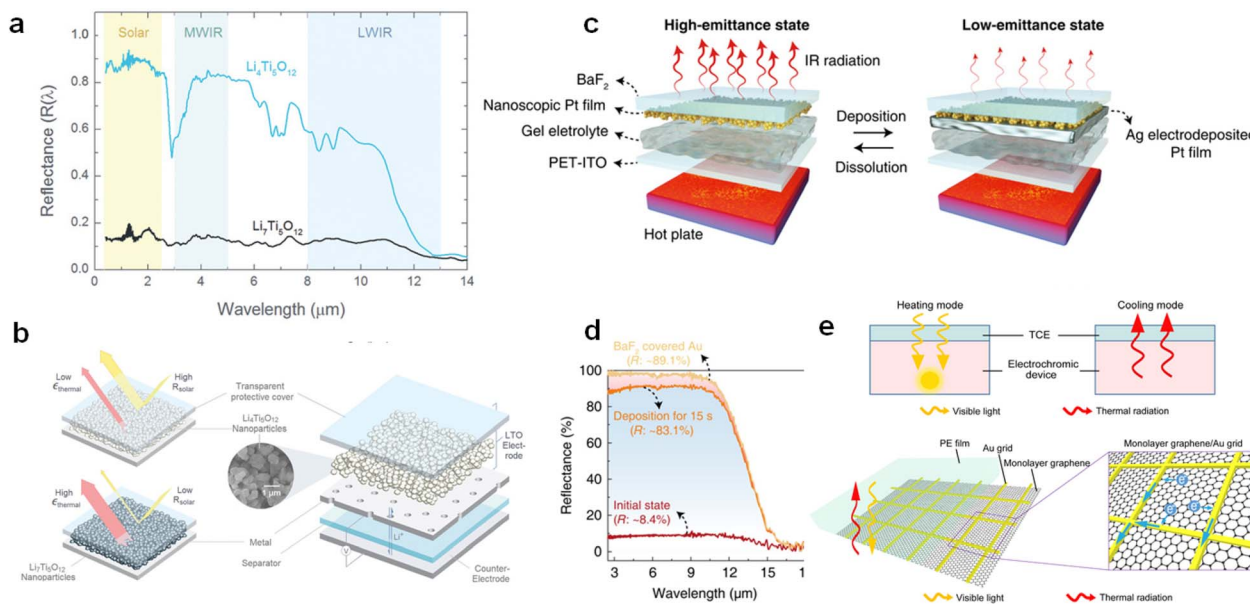 a
Solar
MWIR
LWIR
Li4Ti5O12
Li7Ti5O12
Reflectance (R(λ)
1.0
0.8
0.6
0.4
0.2
0.0
0
2
4
6
8
10
12
14
Wavelength (μm)
b
Low
ϵthermal
High
Rsolar
High
ϵthermal
Low
Rsolar
Transparent
protective cover
Li4Ti5O12
Nanoparticles
1 μm
LTO
Elect-
rode
Li+
V
Metal
Separator
Li7Ti5O12
Nanoparticles
Counter-
Electrode
c
High-emittance state
Low-emittance state
IR radiation
BaF2
Nanoscopic Pt film
Gel eletrolyte
PET-ITO
Hot plate
Deposition
Dissolution
Ag electrodeposited
Pt film
d
BaF2 covered Au
(R: ~89.1%)
Deposition for 15 s
(R: ~83.1%)
Initial state
(R: ~8.4%)
Reflectance (%)
100
80
60
40
20
0
3
6
9
12
15
1
Wavelength (μm)
e
Heating mode
Cooling mode
TCE
Electrochromic
device
Visible light
Thermal radiation
PE film
Au grid
Monolayer graphene
Monolayer graphene/Au grid
e-
e-
e-
Visible light
Thermal radiation